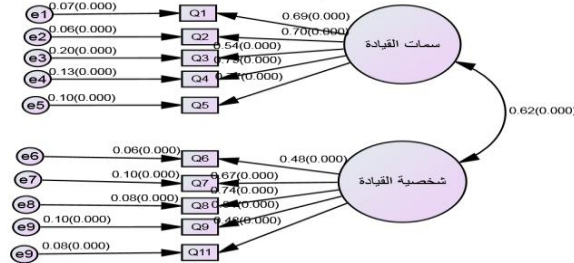 e1 0.07(0.000) Q1 0.69(0.000)
e2 0.06(0.000) Q2 0.70(0.000)
e3 0.20(0.000) Q3 0.54(0.000)
e4 0.13(0.000) Q4
e5 0.10(0.000) Q5
سمات القيادة
0.62(0.000)
e6 0.06(0.000) Q6 0.48(0.000)
e7 0.10(0.000) Q7 0.67(0.000)
e8 0.08(0.000) Q8 0.74(0.000)
e9 0.10(0.000) Q9
e9 0.08(0.000) Q11
شخصية القيادة